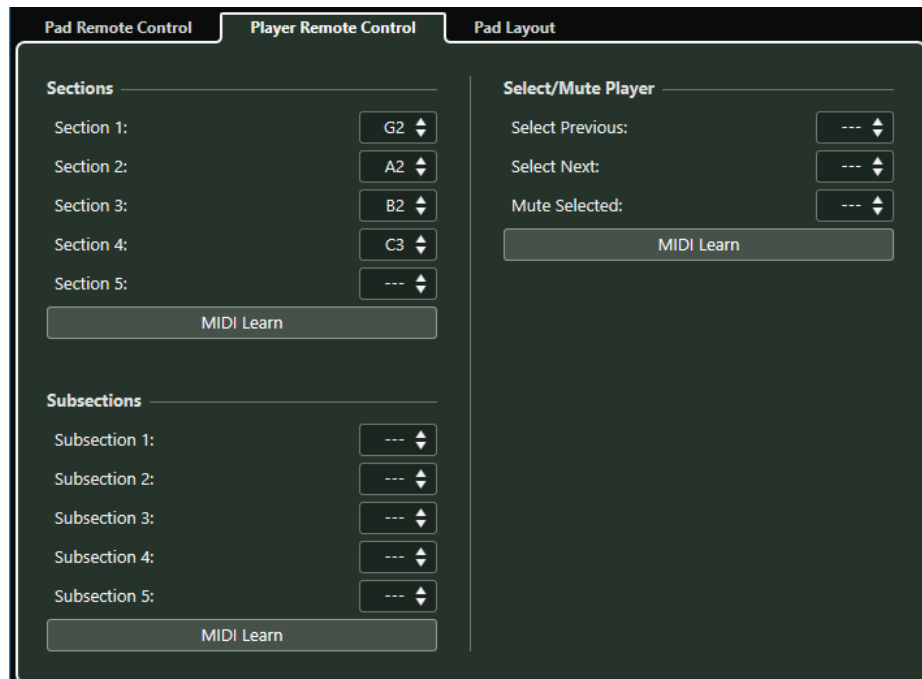 Pad Remote Control
Player Remote Control
Pad Layout
Sections
Section 1: G2
Section 2: A2
Section 3: B2
Section 4: C3
Section 5: ---
MIDI Learn
Subsections
Subsection 1: ---
Subsection 2: ---
Subsection 3: ---
Subsection 4: ---
Subsection 5: ---
MIDI Learn
Select/Mute Player
Select Previous: ---
Select Next: ---
Mute Selected: ---
MIDI Learn